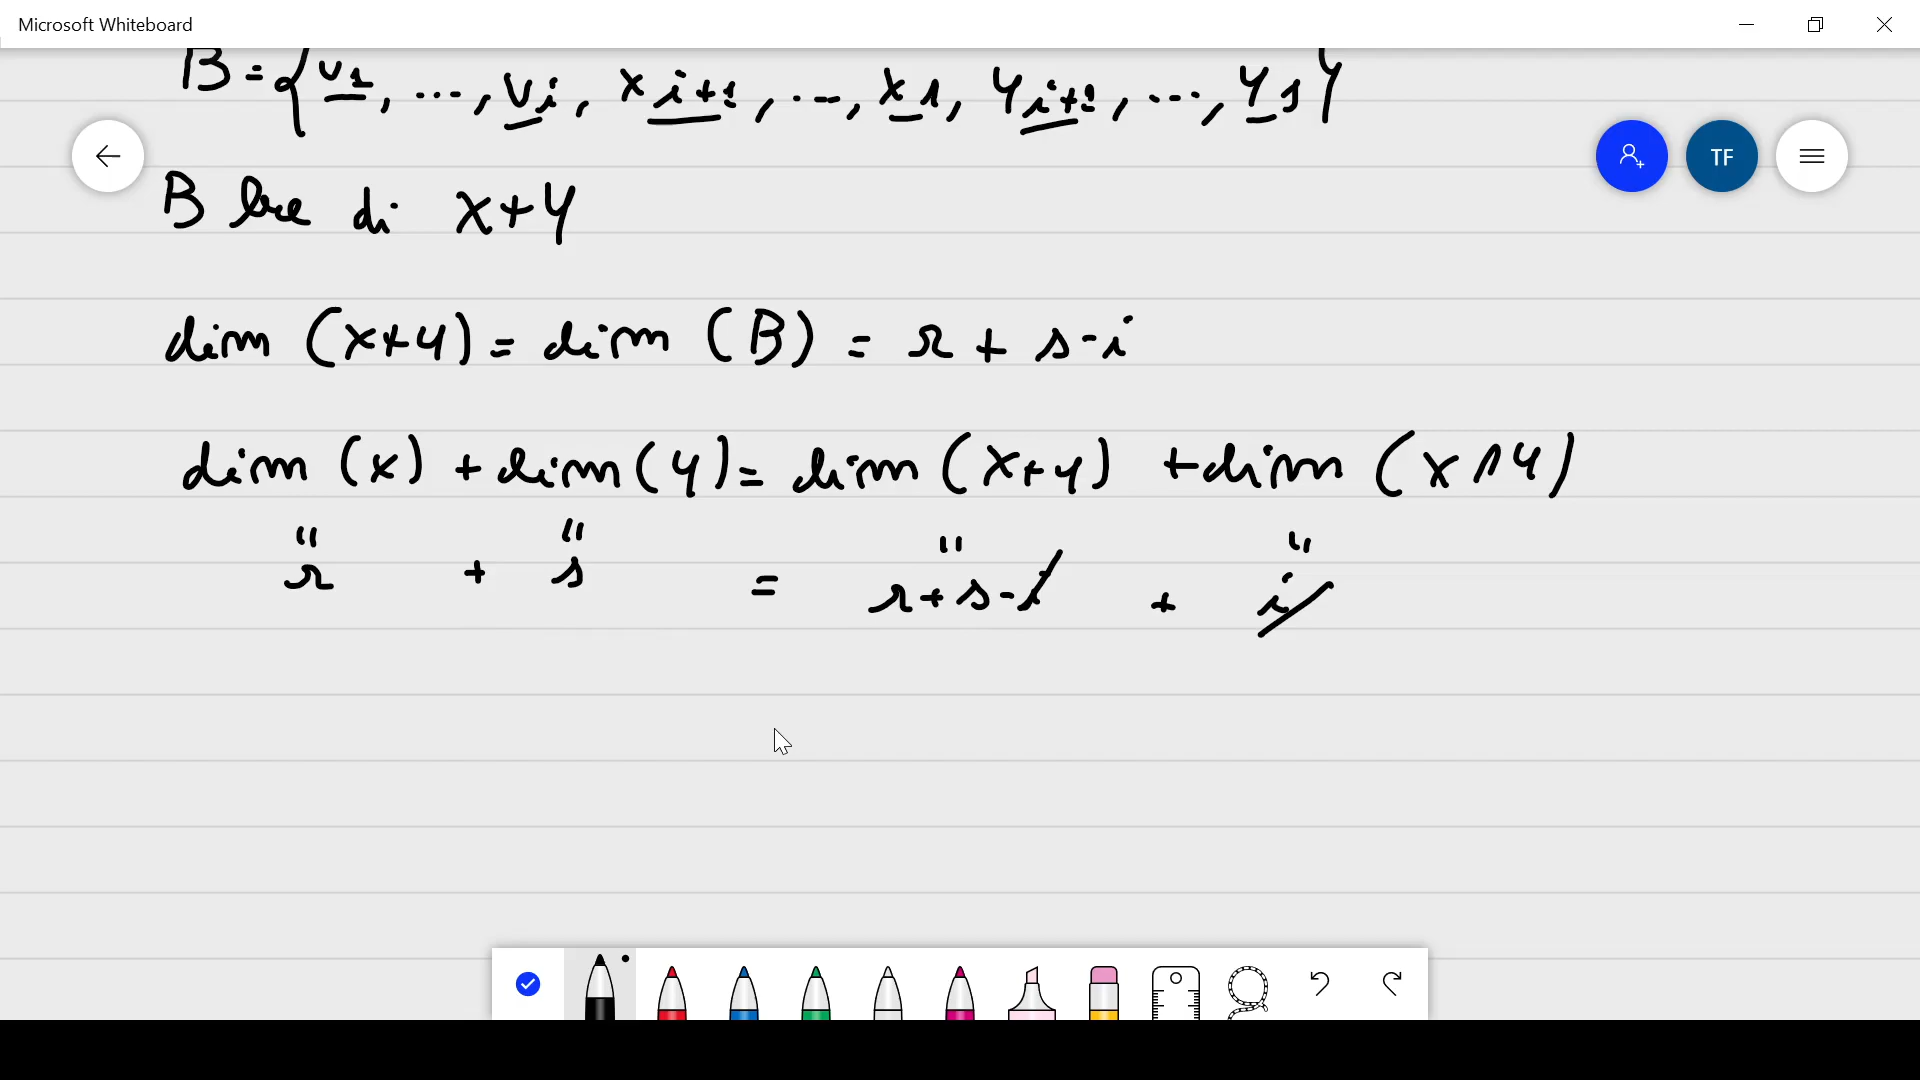 Microsoft Whiteboard
B = {v1, ..., vi, xi+1, ..., xr, yi+1, ..., ys}
TF
B base di X+Y
dim (X+Y) = dim (B) = r + s-i
dim (X) + dim (Y) = dim (X+Y) + dim (X∩Y)
" " " "
r + s = r+s-i + i